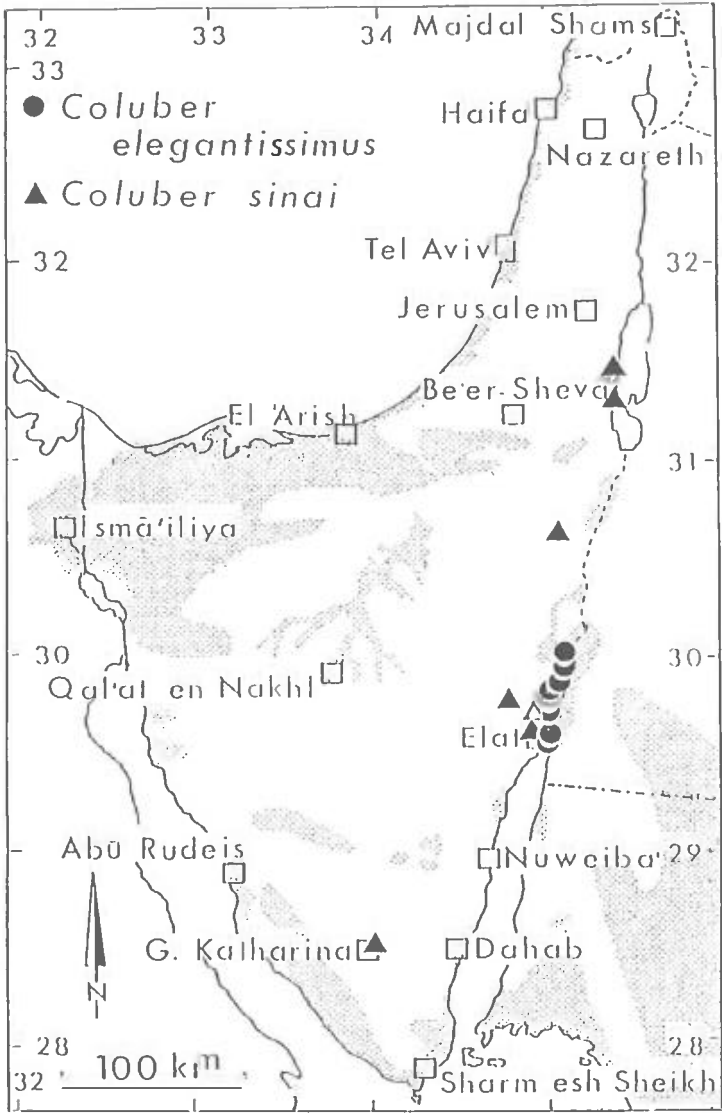 32 33 34 Majdal Shams
33
Coluber
elegantissimus
Haifa
Nazareth
Coluber sinai
Tel Aviv
32 32
Jerusalem
Be'er-Sheva
El 'Arish
31
Ismā'iliya
30 30
Qal'at en Nakhl
Elat
Abū Rudeis
Nuweiba' 29
G. Katharina
Dahab
N
28 28
100 km
32
Sharm esh Sheikh